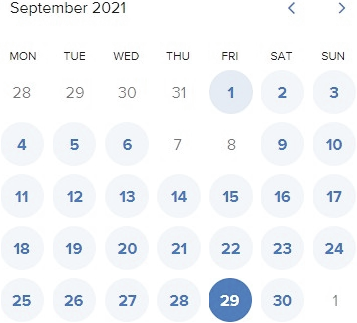 September 2021
MON TUE WED THU FRI SAT SUN
28 29 30 31 1 2 3
4 5 6 7 8 9 10
11 12 13 14 15 16 17
18 19 20 21 22 23 24
25 26 27 28 29 30 1